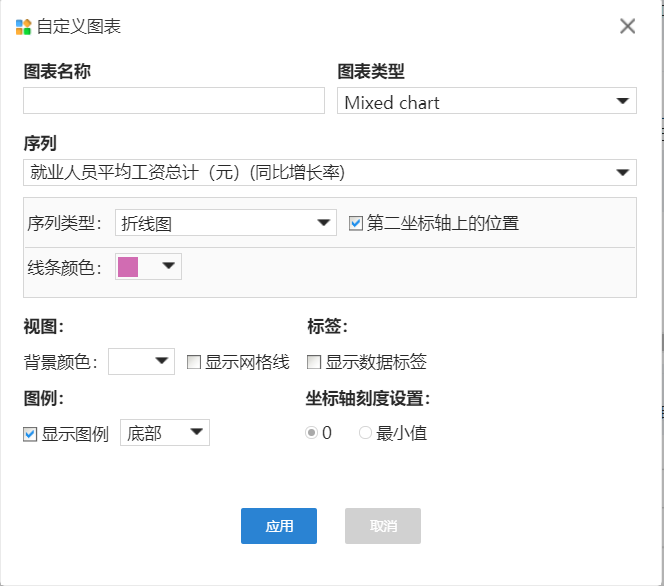 自定义图表
图表名称 图表类型
Mixed chart
序列
就业人员平均工资总计（元）(同比增长率)
序列类型： 折线图 第二坐标轴上的位置
线条颜色：
视图： 标签：
背景颜色： 显示网格线 显示数据标签
图例： 坐标轴刻度设置：
显示图例 底部 0 最小值
应用 取消